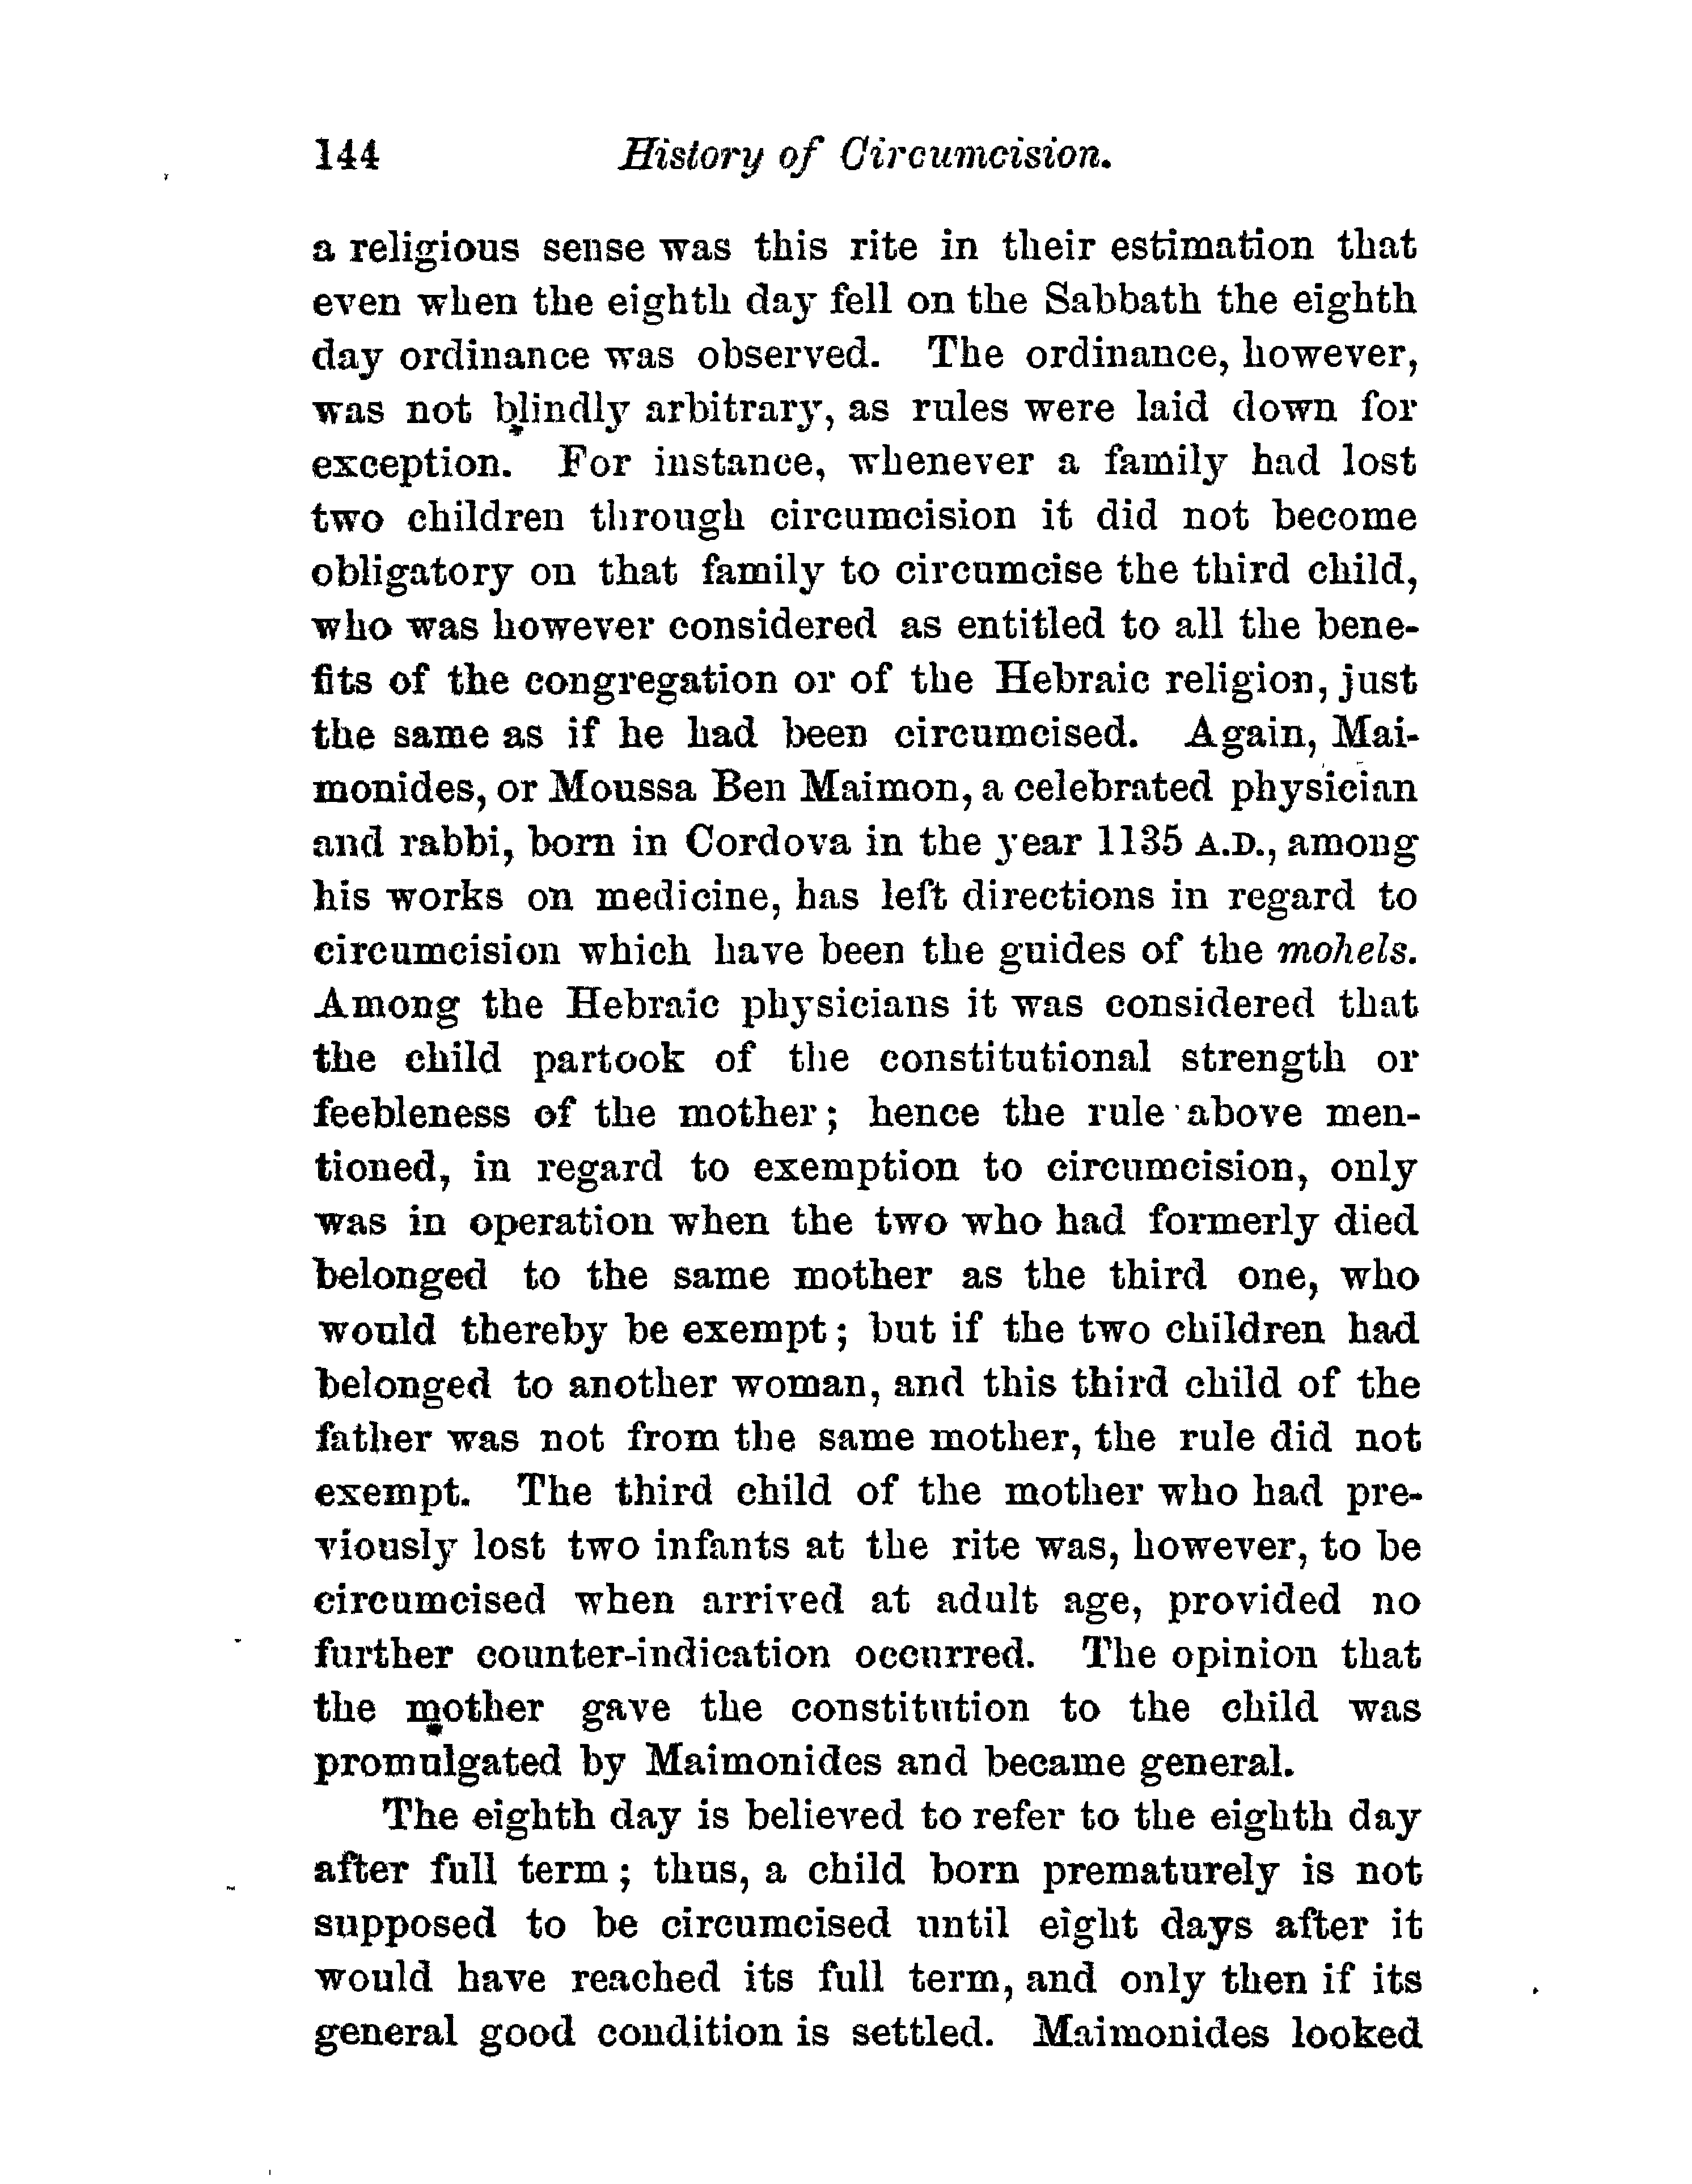 144 History of Circumcision.
a religious sense was this rite in their estimation that
even when the eighth day fell on the Sabbath the eighth
day ordinance was observed. The ordinance, however,
was not blindly arbitrary, as rules were laid down for
exception. For instance, whenever a family had lost
two children through circumcision it did not become
obligatory on that family to circumcise the third child,
who was however considered as entitled to all the bene-
fits of the congregation or of the Hebraic religion, just
the same as if he had been circumcised. Again, Mai-
monides, or Moussa Ben Maimon, a celebrated physician
and rabbi, born in Cordova in the year 1135 A.D., among
his works on medicine, has left directions in regard to
circumcision which have been the guides of the mohels.
Among the Hebraic physicians it was considered that
the child partook of the constitutional strength or
feebleness of the mother; hence the rule above men-
tioned, in regard to exemption to circumcision, only
was in operation when the two who had formerly died
belonged to the same mother as the third one, who
would thereby be exempt; but if the two children had
belonged to another woman, and this third child of the
father was not from the same mother, the rule did not
exempt. The third child of the mother who had pre-
viously lost two infants at the rite was, however, to be
circumcised when arrived at adult age, provided no
further counter-indication occurred. The opinion that
the mother gave the constitution to the child was
promulgated by Maimonides and became general.
The eighth day is believed to refer to the eighth day
after full term; thus, a child born prematurely is not
supposed to be circumcised until eight days after it
would have reached its full term, and only then if its
general good condition is settled. Maimonides looked